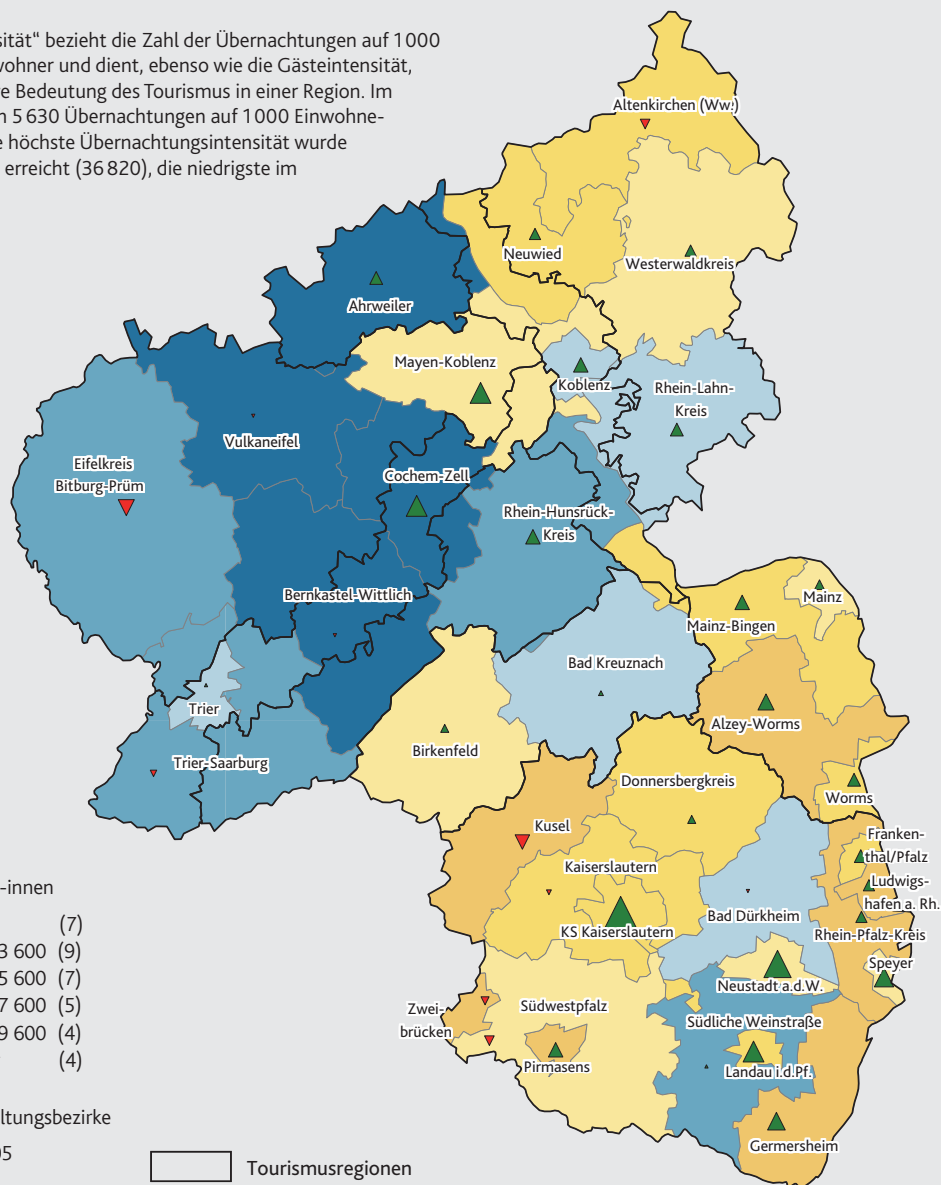 sität“ bezieht die Zahl der Übernachtungen auf 1 000
wohner und dient, ebenso wie die Gästeintensität,
e Bedeutung des Tourismus in einer Region. Im
n 5 630 Übernachtungen auf 1 000 Einwohne-
e höchste Übernachtungsintensität wurde
erreicht (36 820), die niedrigste im
Altenkirchen (Ww.)
Neuwied
Westerwaldkreis
Ahrweiler
Mayen-Koblenz
Koblenz
Rhein-Lahn-
Kreis
Vulkaneifel
Eifelkreis
Bitburg-Prüm
Cochem-Zell
Rhein-Hunsrück-
Kreis
Bernkastel-Wittlich
Mainz
Mainz-Bingen
Bad Kreuznach
Trier
Alzey-Worms
Birkenfeld
Trier-Saarburg
Donnersbergkreis
Worms
Kusel
Franken-
thal/Pfalz
Kaiserslautern
Ludwigs-
hafen a. Rh.
Bad Dürkheim
KS Kaiserslautern
Rhein-Pfalz-Kreis
Speyer
Neustadt a.d.W.
Zwei-
brücken
Südwestpfalz
Südliche Weinstraße
Pirmasens
Landau i.d.Pf.
Germersheim
-innen
(7)
3 600 (9)
5 600 (7)
7 600 (5)
9 600 (4)
(4)
ltungsbezirke
05
Tourismusregionen